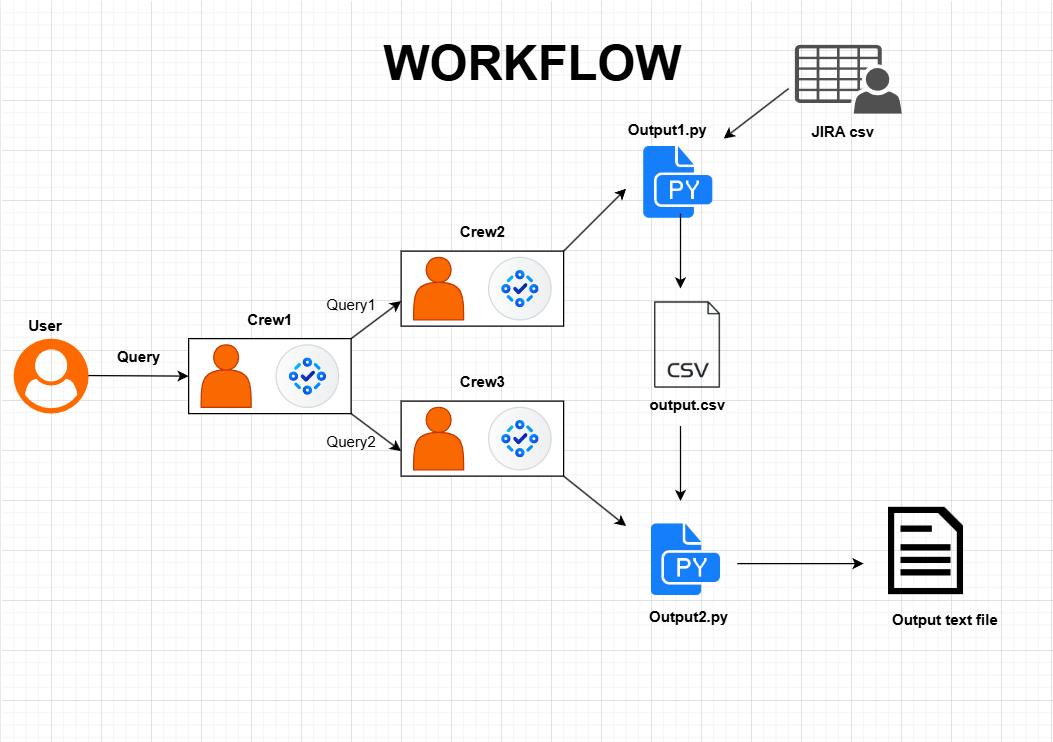 WORKFLOW
JIRA csv
Output1.py
PY
Crew2
Query1
User
Query
Crew1
CSV
output.csv
Crew3
Query2
PY
Output2.py
Output text file